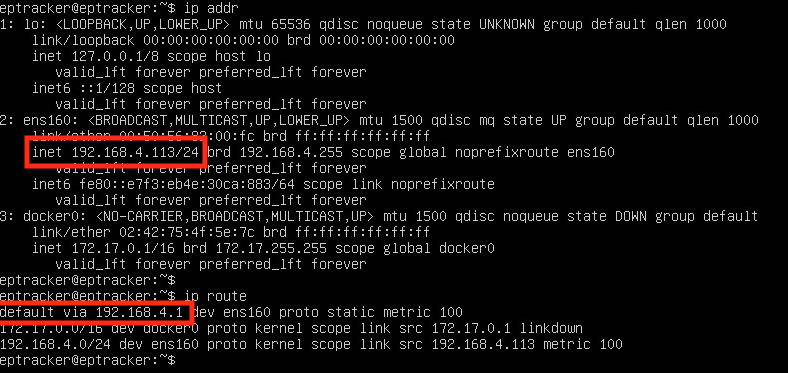 eptracker@eptracker:~$ ip addr
1: lo: <LOOPBACK,UP,LOWER_UP> mtu 65536 qdisc noqueue state UNKNOWN group default qlen 1000
link/loopback 00:00:00:00:00:00 brd 00:00:00:00:00:00
inet 127.0.0.1/8 scope host lo
valid_lft forever preferred_lft forever
inet6 ::1/128 scope host
valid_lft forever preferred_lft forever
2: ens160: <BROADCAST,MULTICAST,UP,LOWER_UP> mtu 1500 qdisc mq state UP group default qlen 1000
link/ether 00:50:56:82:00:fc brd ff:ff:ff:ff:ff:ff
inet 192.168.4.113/24 brd 192.168.4.255 scope global noprefixroute ens160
valid_lft forever preferred_lft forever
inet6 fe80::e7f3:eb4e:30ca:883/64 scope link noprefixroute
valid_lft forever preferred_lft forever
3: docker0: <NO-CARRIER,BROADCAST,MULTICAST,UP> mtu 1500 qdisc noqueue state DOWN group default
link/ether 02:42:75:4f:5e:7c brd ff:ff:ff:ff:ff:ff
inet 172.17.0.1/16 brd 172.17.255.255 scope global docker0
valid_lft forever preferred_lft forever
eptracker@eptracker:~$
eptracker@eptracker:~$ ip route
default via 192.168.4.1 dev ens160 proto static metric 100
172.17.0.0/16 dev docker0 proto kernel scope link src 172.17.0.1 linkdown
192.168.4.0/24 dev ens160 proto kernel scope link src 192.168.4.113 metric 100
eptracker@eptracker:~$